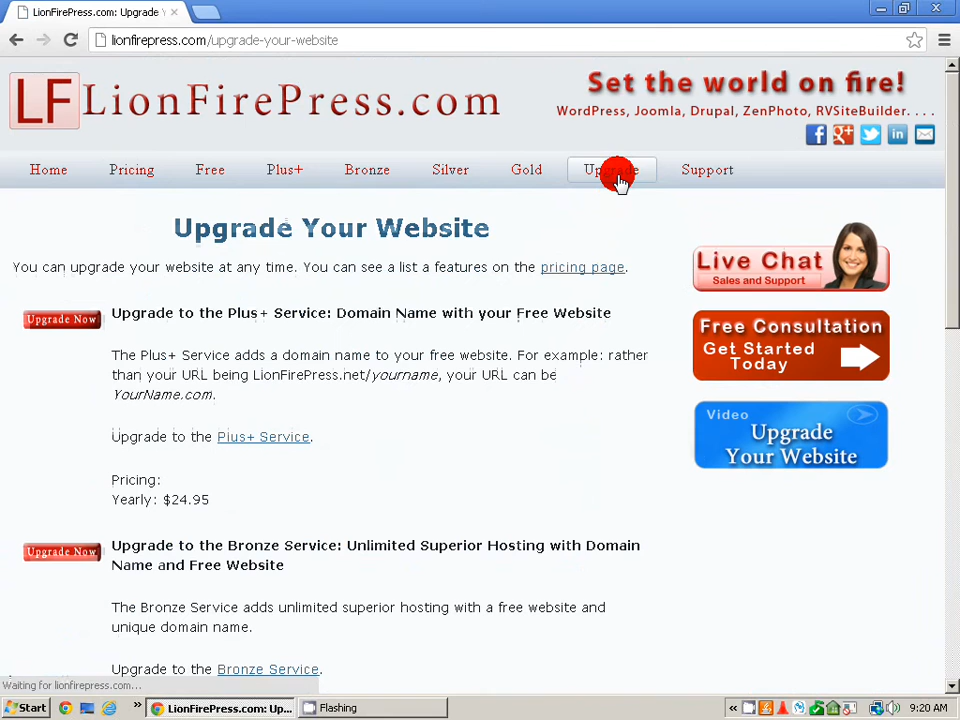 LionFirePress.com: Upgrade Y
lionfirepress.com/upgrade-your-website
LF LionFirePress.com
Set the world on fire!
WordPress, Joomla, Drupal, ZenPhoto, RVSiteBuilder. . . .
Home Pricing Free Plus+ Bronze Silver Gold Upgrade Support
Upgrade Your Website
You can upgrade your website at any time. You can see a list a features on the pricing page.
Upgrade Now
Upgrade to the Plus+ Service: Domain Name with your Free Website
The Plus+ Service adds a domain name to your free website. For example: rather
than your URL being LionFirePress.net/yourname, your URL can be
YourName.com.
Upgrade to the Plus+ Service.
Pricing:
Yearly: $24.95
Upgrade Now
Upgrade to the Bronze Service: Unlimited Superior Hosting with Domain
Name and Free Website
The Bronze Service adds unlimited superior hosting with a free website and
unique domain name.
Upgrade to the Bronze Service.
Live Chat
Sales and Support
Free Consultation
Get Started
Today
Video
Upgrade
Your Website
Waiting for lionfirepress.com...
Start
LionFirePress.com: Up...
Flashing
9:20 AM